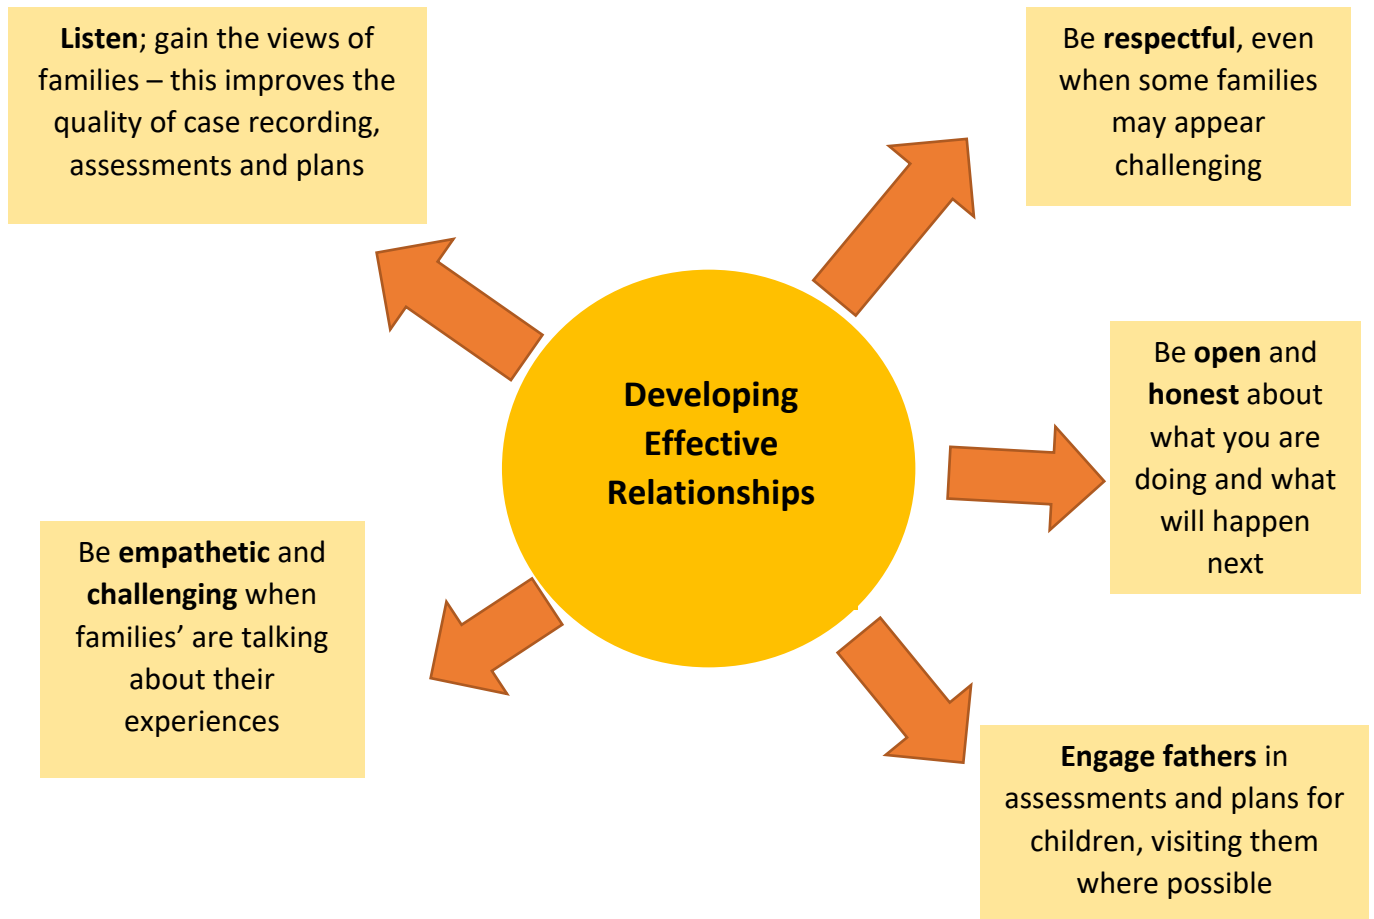 Listen; gain the views of
families – this improves the
quality of case recording,
assessments and plans
Be respectful, even
when some families
may appear
challenging
Developing
Effective
Relationships
Be open and
honest about
what you are
doing and what
will happen
next
Be empathetic and
challenging when
families’ are talking
about their
experiences
Engage fathers in
assessments and plans for
children, visiting them
where possible